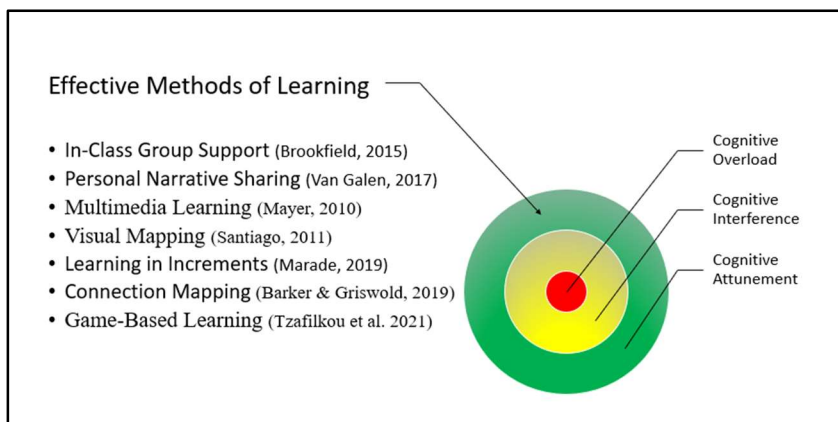 Effective Methods of Learning
• In-Class Group Support (Brookfield, 2015)
• Personal Narrative Sharing (Van Galen, 2017)
• Multimedia Learning (Mayer, 2010)
• Visual Mapping (Santiago, 2011)
• Learning in Increments (Marade, 2019)
• Connection Mapping (Barker & Griswold, 2019)
• Game-Based Learning (Tzafilkou et al. 2021)
Cognitive
Overload
Cognitive
Interference
Cognitive
Attunement